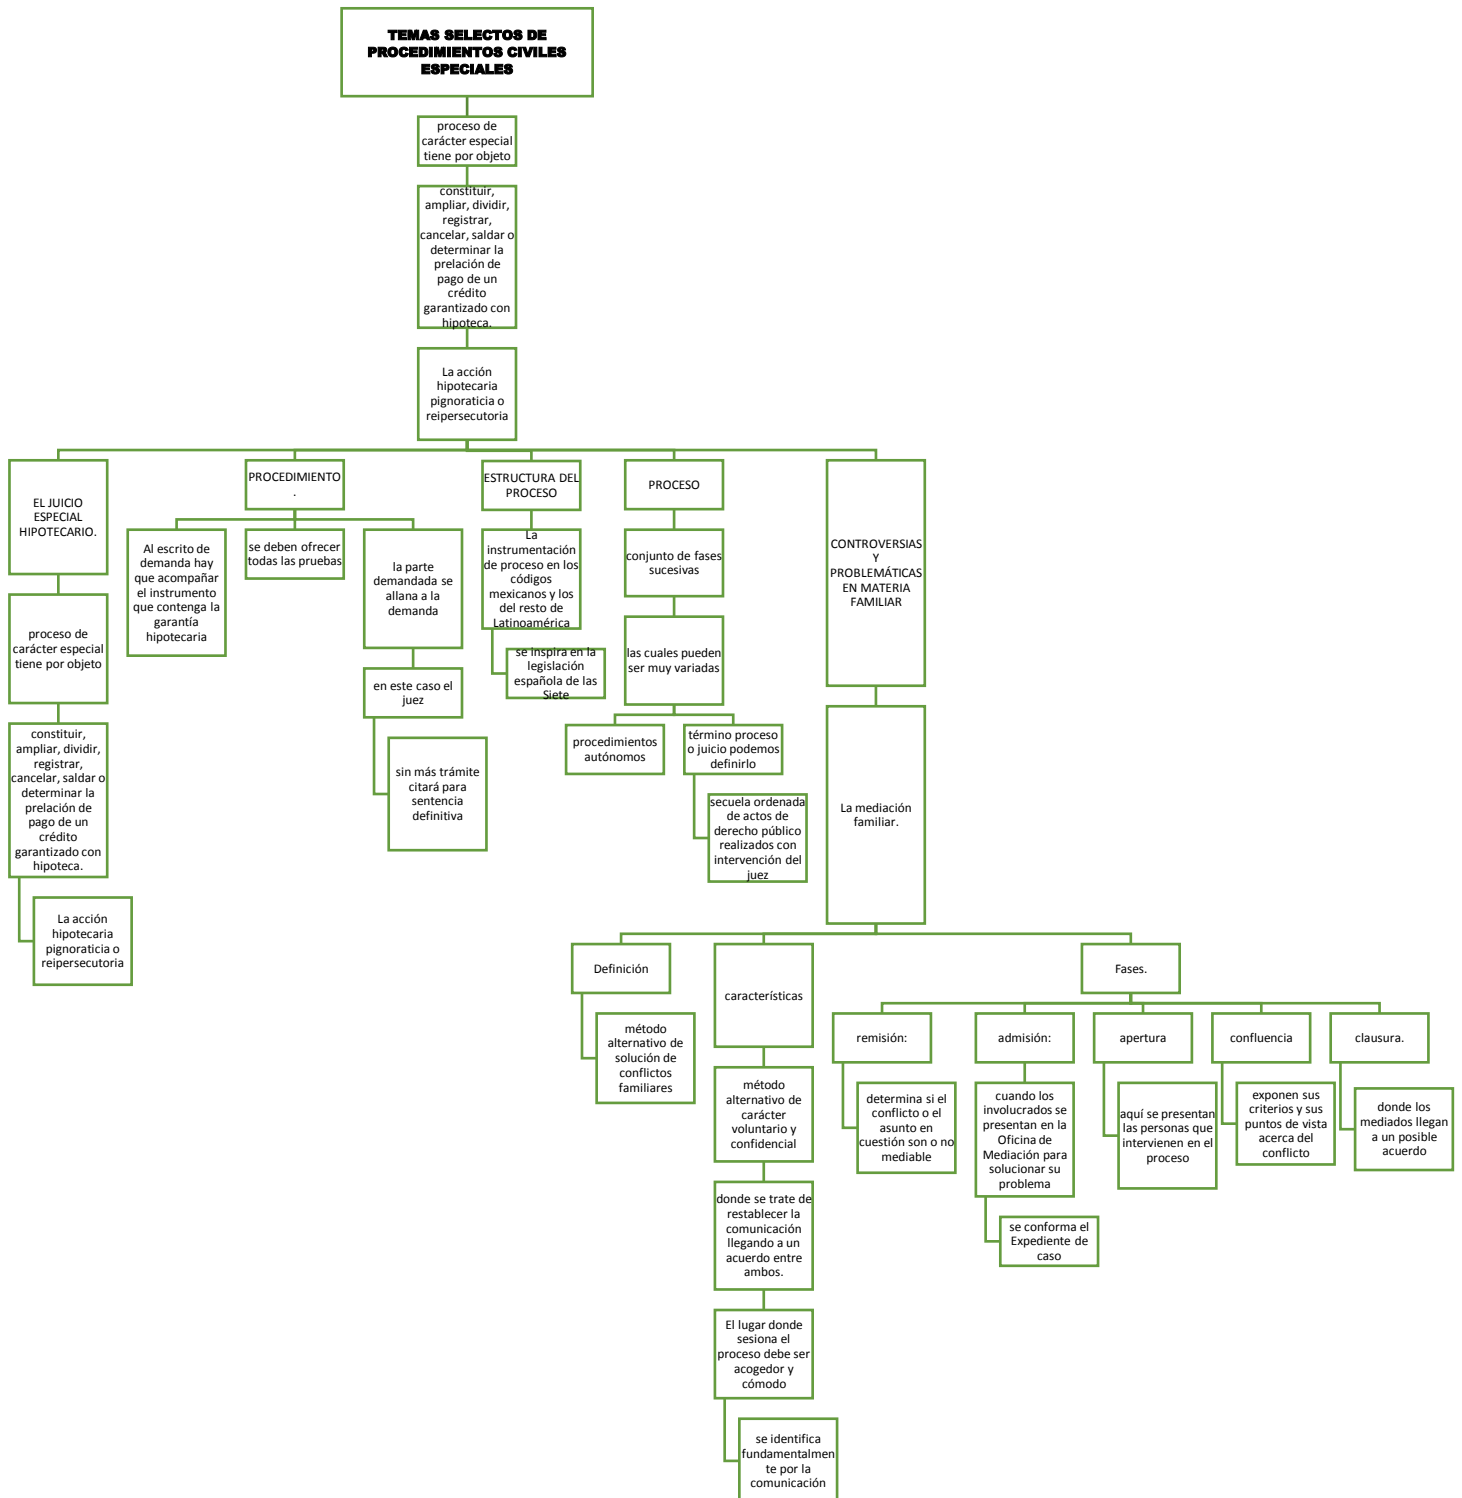 TEMAS SELECTOS DE
PROCEDIMIENTOS CIVILES
ESPECIALES
proceso de
carácter especial
tiene por objeto
constituir,
ampliar, dividir,
registrar,
cancelar, saldar o
determinar la
prelación de
pago de un
crédito
garantizado con
hipoteca.
La acción
hipotecaria
pignoraticia o
reipersecutoria
EL JUICIO
ESPECIAL
HIPOTECARIO.
proceso de
carácter especial
tiene por objeto
constituir,
ampliar, dividir,
registrar,
cancelar, saldar o
determinar la
prelación de
pago de un
crédito
garantizado con
hipoteca.
La acción
hipotecaria
pignoraticia o
reipersecutoria
PROCEDIMIENTO
.
Al escrito de
demanda hay
que acompañar
el instrumento
que contenga la
garantía
hipotecaria
se deben ofrecer
todas las pruebas
la parte
demandada se
allana a la
demanda
en este caso el
juez
sin más trámite
citará para
sentencia
definitiva
ESTRUCTURA DEL
PROCESO
La
instrumentación
de proceso en los
códigos
mexicanos y los
del resto de
Latinoamérica
se inspira en la
legislación
española de las
Siete
PROCESO
conjunto de fases
sucesivas
las cuales pueden
ser muy variadas
procedimientos
autónomos
término proceso
o juicio podemos
definirlo
secuela ordenada
de actos de
derecho público
realizados con
intervención del
juez
CONTROVERSIAS
Y
PROBLEMÁTICAS
EN MATERIA
FAMILIAR
La mediación
familiar.
Definición
método
alternativo de
solución de
conflictos
familiares
características
método
alternativo de
carácter
voluntario y
confidencial
donde se trate de
restablecer la
comunicación
llegando a un
acuerdo entre
ambos.
El lugar donde
sesiona el
proceso debe ser
acogedor y
cómodo
se identifica
fundamentalmen
te por la
comunicación
Fases.
remisión:
determina si el
conflicto o el
asunto en
cuestión son o no
mediable
admisión:
cuando los
involucrados se
presentan en la
Oficina de
Mediación para
solucionar su
problema
se conforma el
Expediente de
caso
apertura
aquí se presentan
las personas que
intervienen en el
proceso
confluencia
exponen sus
criterios y sus
puntos de vista
acerca del
conflicto
clausura.
donde los
mediados llegan
a un posible
acuerdo